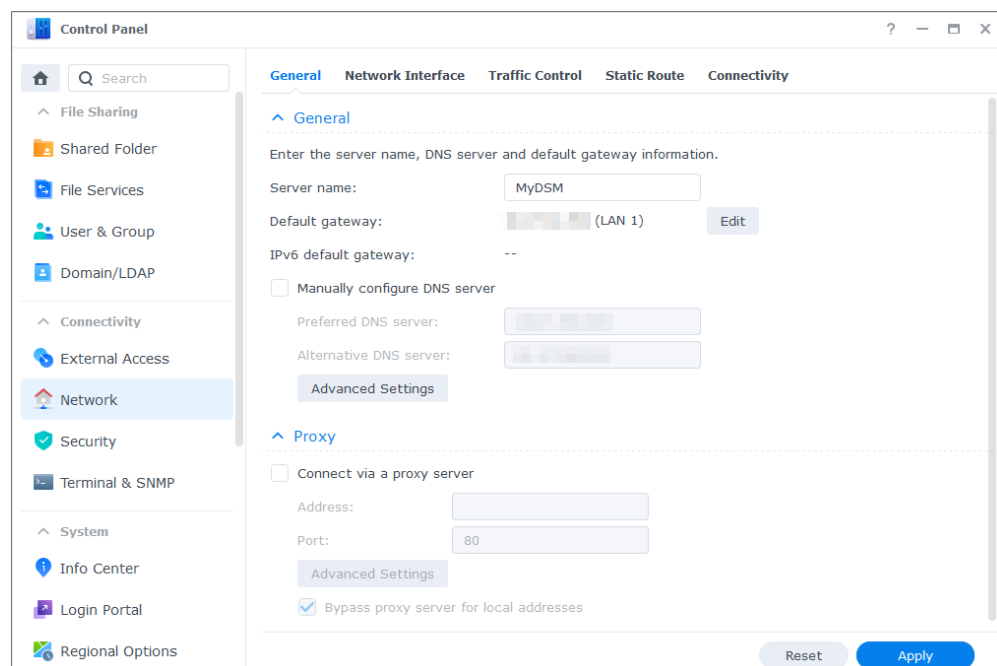 Control Panel
Search
File Sharing
Shared Folder
File Services
User & Group
Domain/LDAP
Connectivity
External Access
Network
Security
Terminal & SNMP
System
Info Center
Login Portal
Regional Options
General Network Interface Traffic Control Static Route Connectivity
General
Enter the server name, DNS server and default gateway information.
Server name: MyDSM
Default gateway: (LAN 1) Edit
IPv6 default gateway: --
Manually configure DNS server
Preferred DNS server:
Alternative DNS server:
Advanced Settings
Proxy
Connect via a proxy server
Address:
Port: 80
Advanced Settings
Bypass proxy server for local addresses
Reset Apply